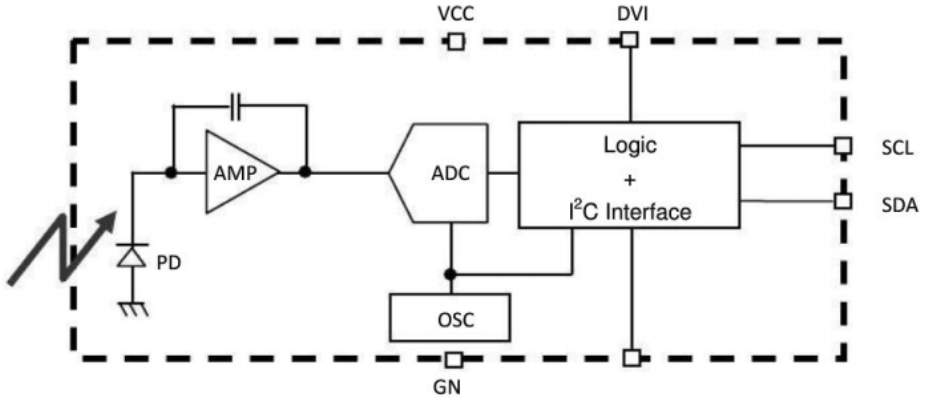 VCC
DVI
AMP
ADC
Logic
+
I²C Interface
SCL
SDA
PD
OSC
GN